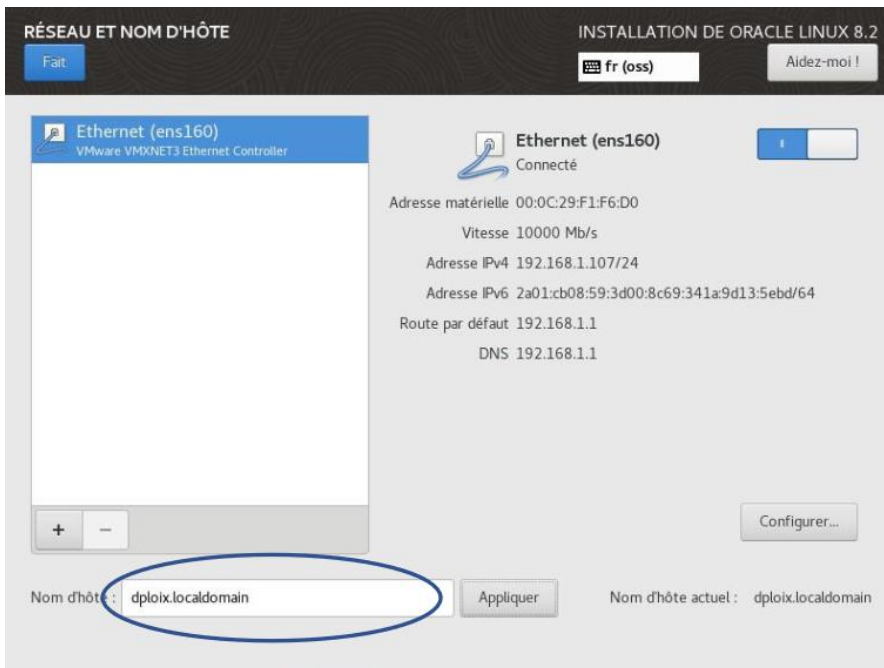 RÉSEAU ET NOM D'HÔTE
INSTALLATION DE ORACLE LINUX 8.2
Fait
fr (oss)
Aidez-moi !
Ethernet (ens160)
VMware VMXNET3 Ethernet Controller
Ethernet (ens160)
Connecté
Adresse matérielle 00:0C:29:F1:F6:D0
Vitesse 10000 Mb/s
Adresse IPv4 192.168.1.107/24
Adresse IPv6 2a01:cb08:59:3d00:8c69:341a:9d13:5ebd/64
Route par défaut 192.168.1.1
DNS 192.168.1.1
+ −
Configurer...
Nom d'hôte : dploix.localdomain Appliquer Nom d'hôte actuel : dploix.localdomain